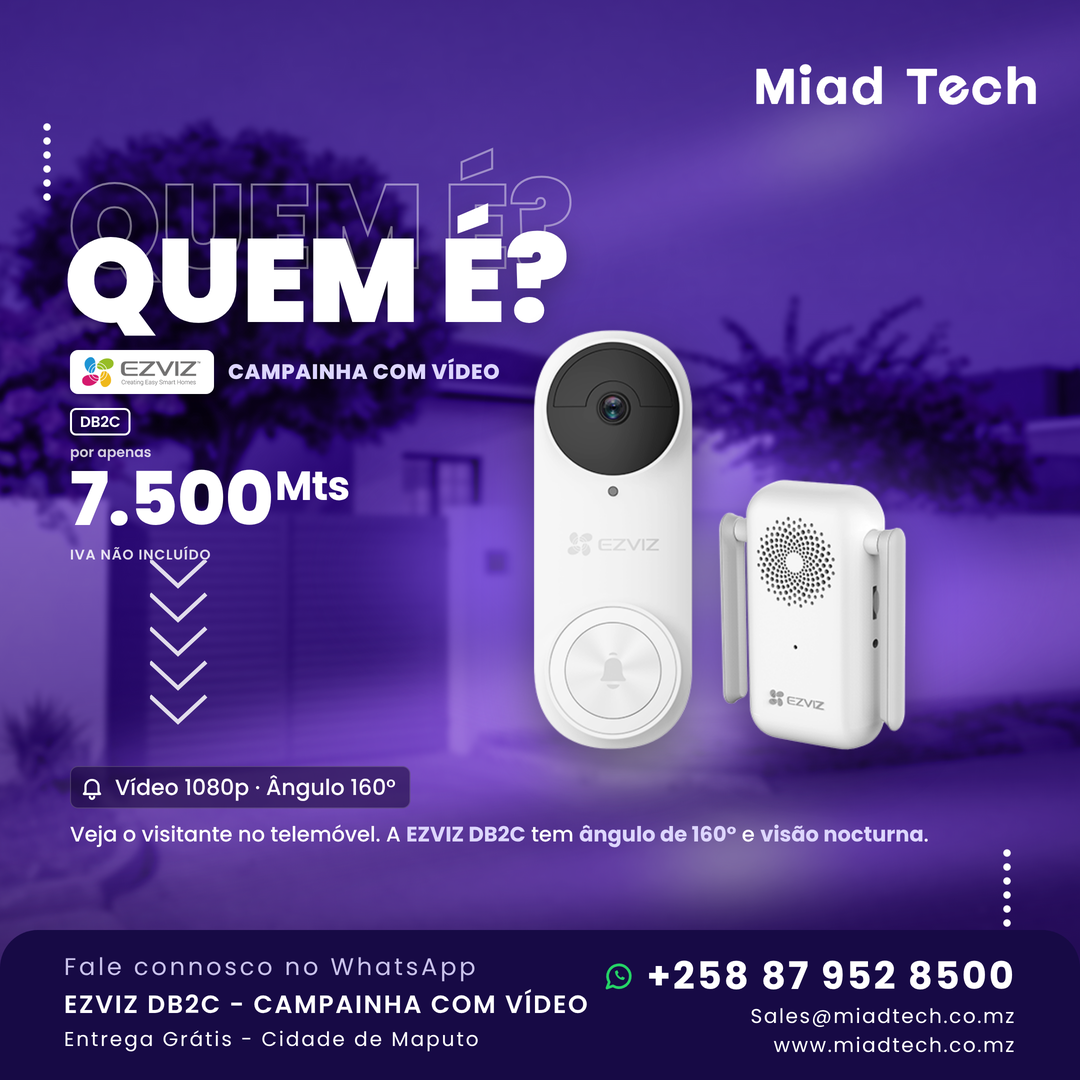 Miad Tech
QUEM É?
QUEM É?
EZVIZ
Creating Easy Smart Homes
CAMPAINHA COM VÍDEO
DB2C
por apenas
7.500 Mts
IVA NÃO INCLUÍDO
EZVIZ
EZVIZ
Vídeo 1080p · Ângulo 160º
Veja o visitante no telemóvel. A EZVIZ DB2C tem ângulo de 160º e visão nocturna.
Fale connosco no WhatsApp
EZVIZ DB2C - CAMPAINHA COM VÍDEO
Entrega Grátis - Cidade de Maputo
+258 87 952 8500
Sales@miadtech.co.mz
www.miadtech.co.mz